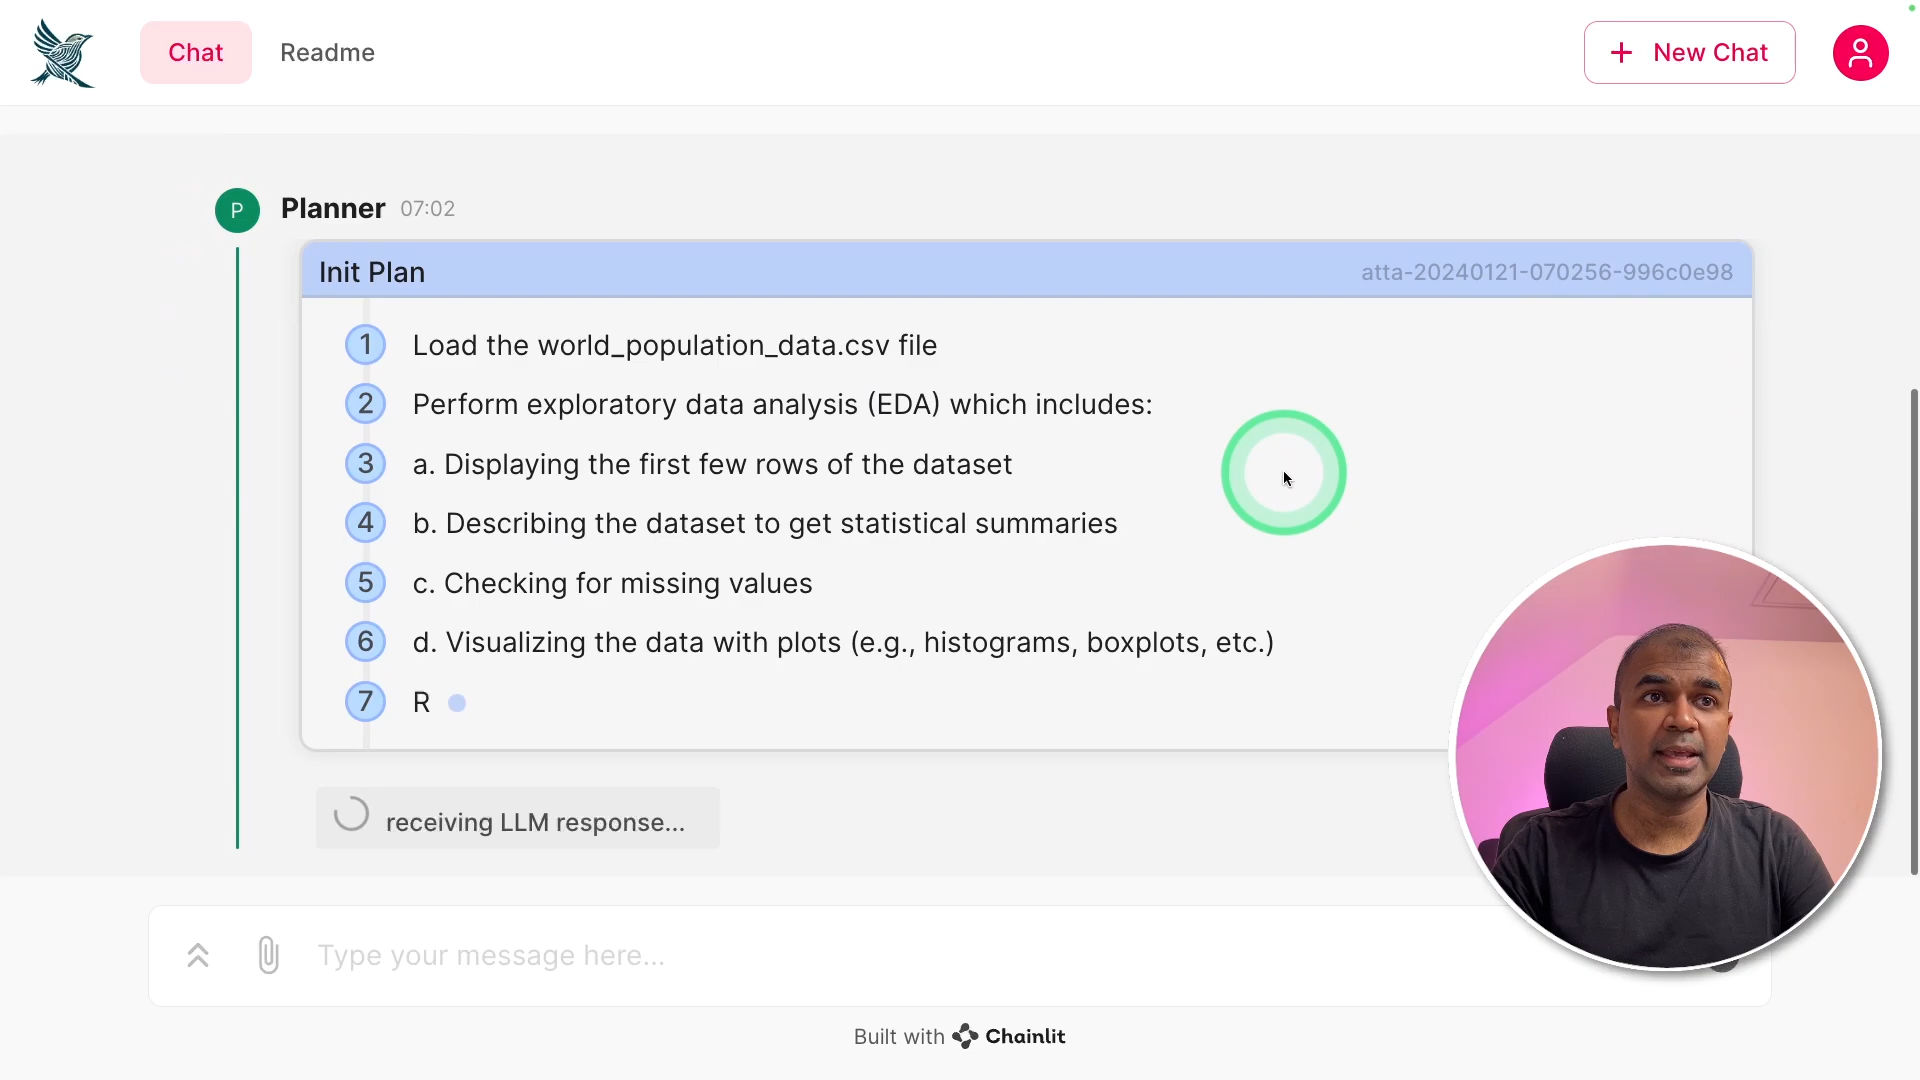 Chat
Readme
+ New Chat
P
Planner 07:02
Init Plan
atta-20240121-070256-996c0e98
1 Load the world_population_data.csv file
2 Perform exploratory data analysis (EDA) which includes:
3 a. Displaying the first few rows of the dataset
4 b. Describing the dataset to get statistical summaries
5 c. Checking for missing values
6 d. Visualizing the data with plots (e.g., histograms, boxplots, etc.)
7 R
receiving LLM response...
Type your message here...
Built with Chainlit